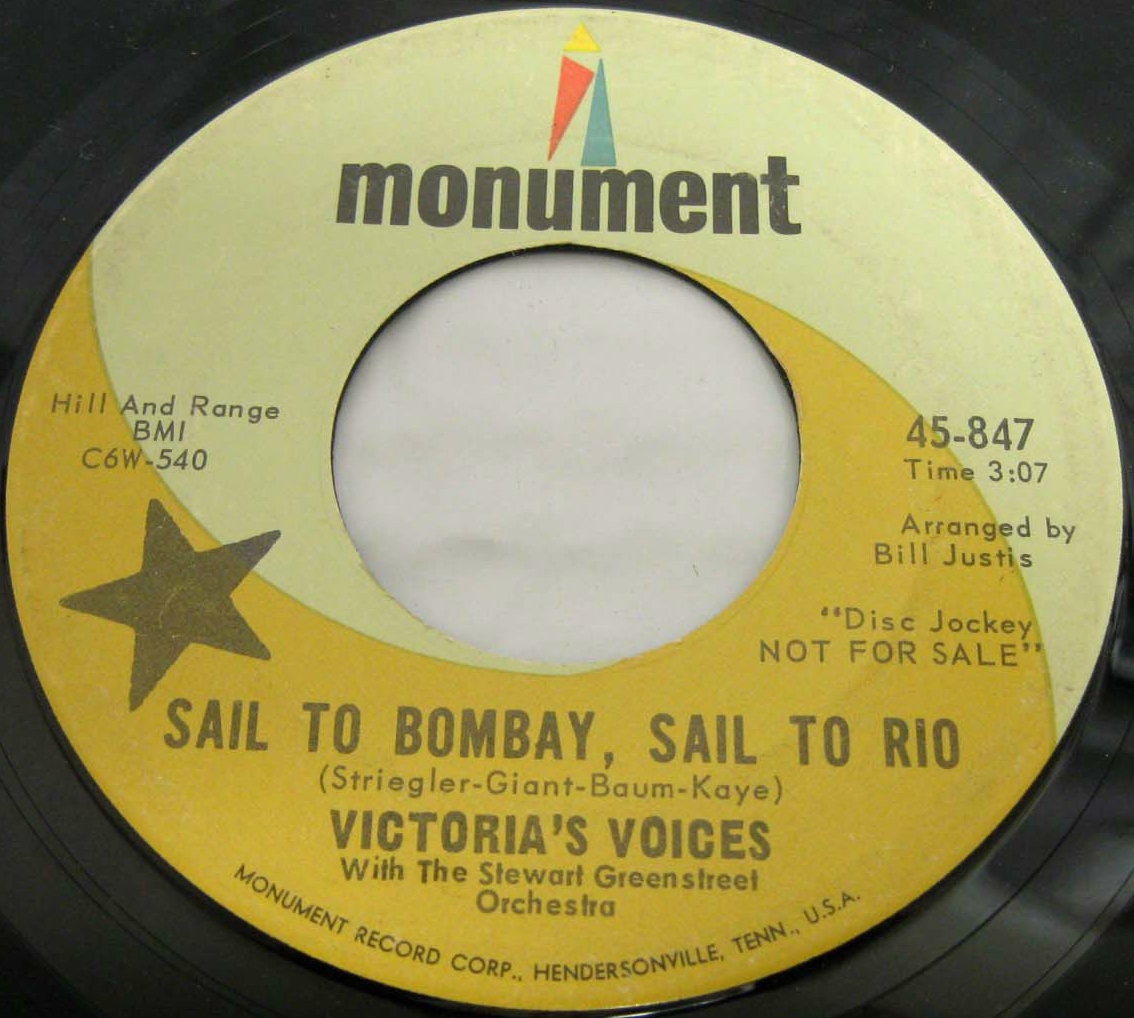 monument
Hill And Range
BMI
C6W-540
45-847
Time 3:07
Arranged by
Bill Justis
"Disc Jockey
NOT FOR SALE"
SAIL TO BOMBAY, SAIL TO RIO
(Striegler-Giant-Baum-Kaye)
VICTORIA'S VOICES
With The Stewart Greenstreet
Orchestra
MONUMENT RECORD CORP., HENDERSONVILLE, TENN., U.S.A.